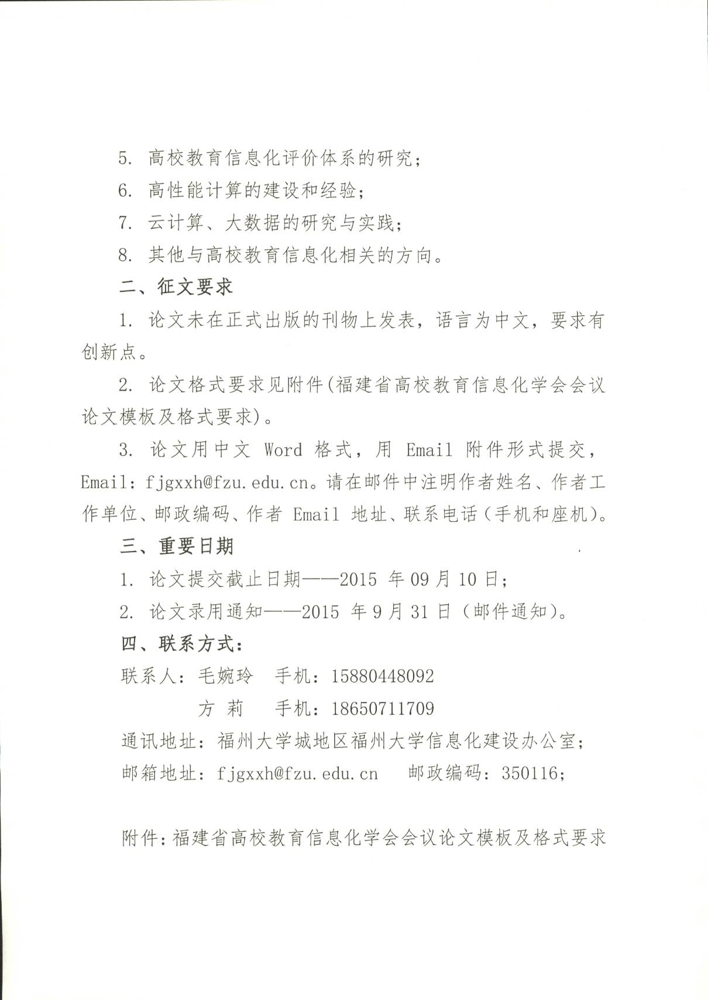 5. 高校教育信息化评价体系的研究；
6. 高性能计算的建设和经验；
7. 云计算、大数据的研究与实践；
8. 其他与高校教育信息化相关的方向。
二、征文要求
1. 论文未在正式出版的刊物上发表，语言为中文，要求有
创新点。
2. 论文格式要求见附件(福建省高校教育信息化学会会议
论文模板及格式要求)。
3. 论文用中文 Word 格式，用 Email 附件形式提交，
Email：fjgxxh@fzu.edu.cn。请在邮件中注明作者姓名、作者工
作单位、邮政编码、作者 Email 地址、联系电话（手机和座机）。
三、重要日期
1. 论文提交截止日期——2015 年 09 月 10 日；
2. 论文录用通知——2015 年 9 月 31 日（邮件通知）。
四、联系方式：
联系人：毛婉玲 手机：15880448092
方 莉 手机：18650711709
通讯地址：福州大学城地区福州大学信息化建设办公室；
邮箱地址：fjgxxh@fzu.edu.cn 邮政编码：350116；
附件：福建省高校教育信息化学会会议论文模板及格式要求